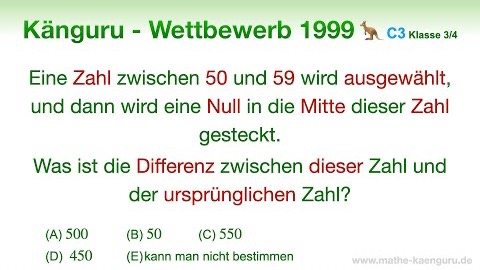 Känguru - Wettbewerb 1999 🦘 C3 Klasse 3/4
Eine Zahl zwischen 50 und 59 wird ausgewählt,
und dann wird eine Null in die Mitte dieser Zahl
gesteckt.
Was ist die Differenz zwischen dieser Zahl und
der ursprünglichen Zahl?
(A) 500 (B) 50 (C) 550
(D) 450 (E) kann man nicht bestimmen
www.mathe-kaenguru.de